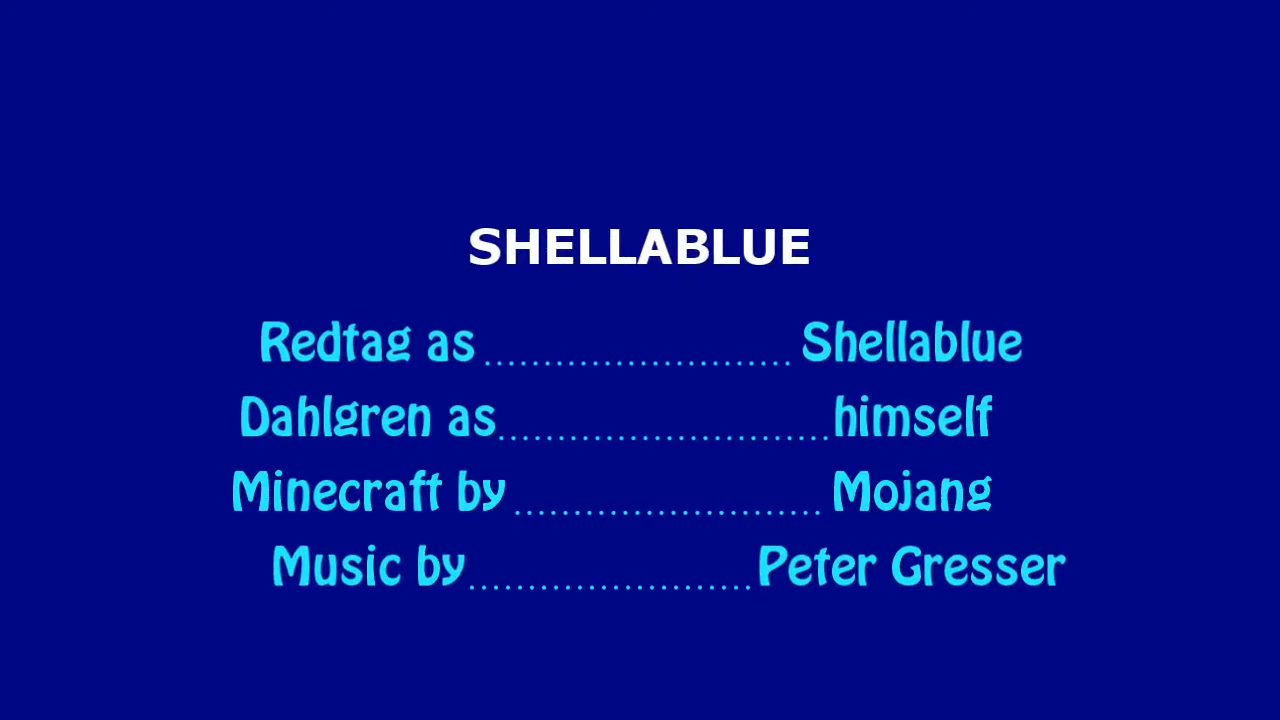 SHELLABLUE
Redtag as .......................... Shellablue
Dahlgren as............................himself
Minecraft by .......................... Mojang
Music by........................Peter Gresser